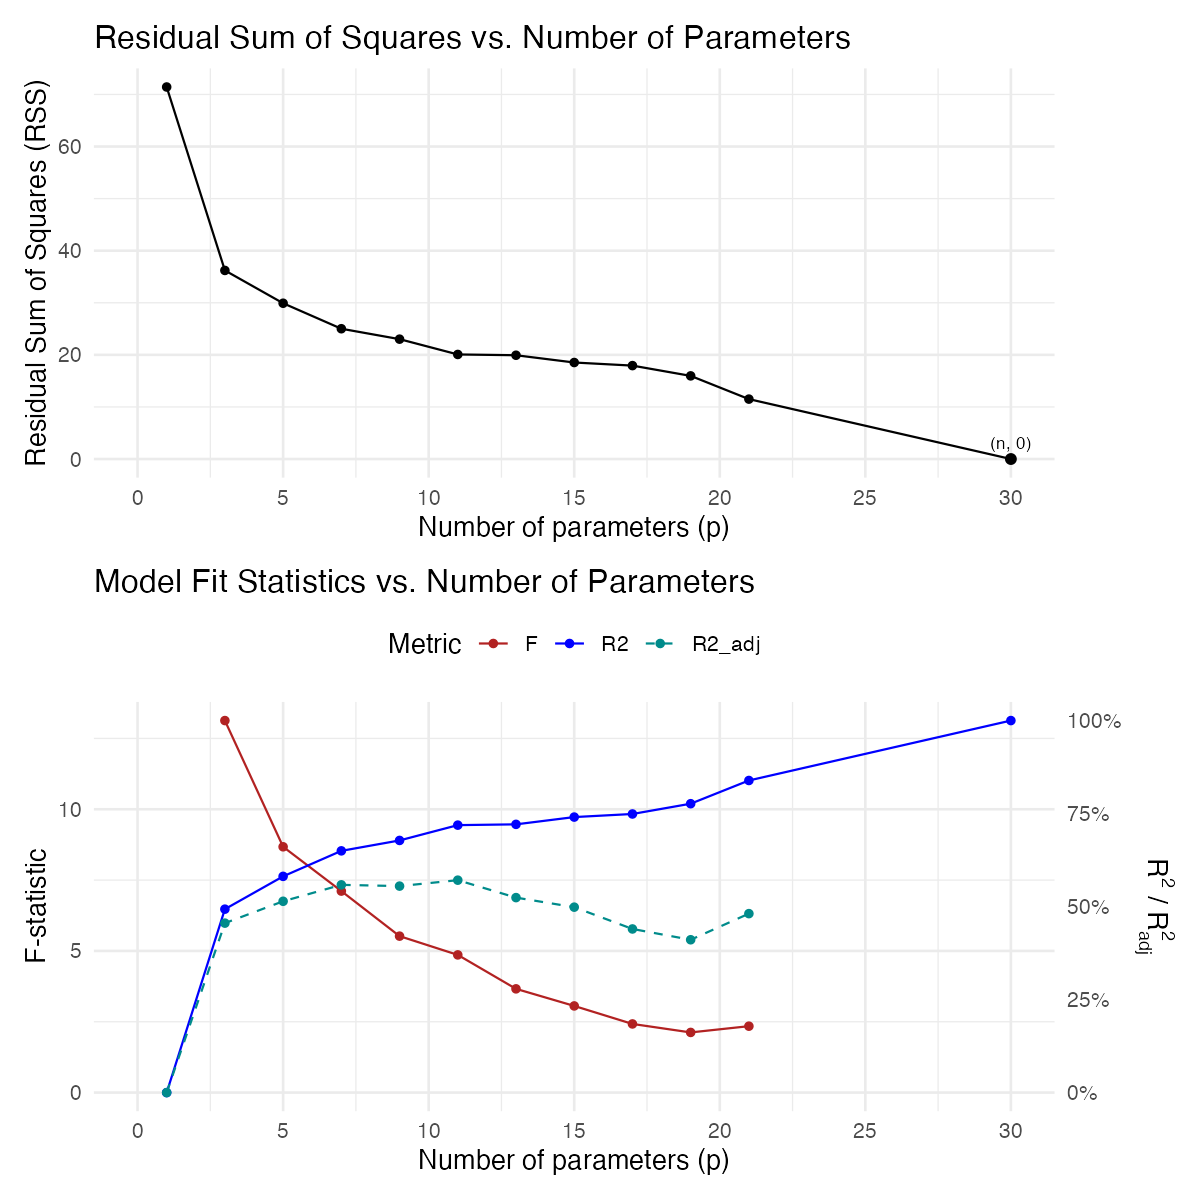 Residual Sum of Squares vs. Number of Parameters
Residual Sum of Squares (RSS)
60
40
20
0
(n, 0)
0 5 10 15 20 25 30
Number of parameters (p)
Model Fit Statistics vs. Number of Parameters
Metric F R2 R2_adj
F-statistic
10
5
0
100%
75%
50%
25%
0%
R² / R²adj
0 5 10 15 20 25 30
Number of parameters (p)